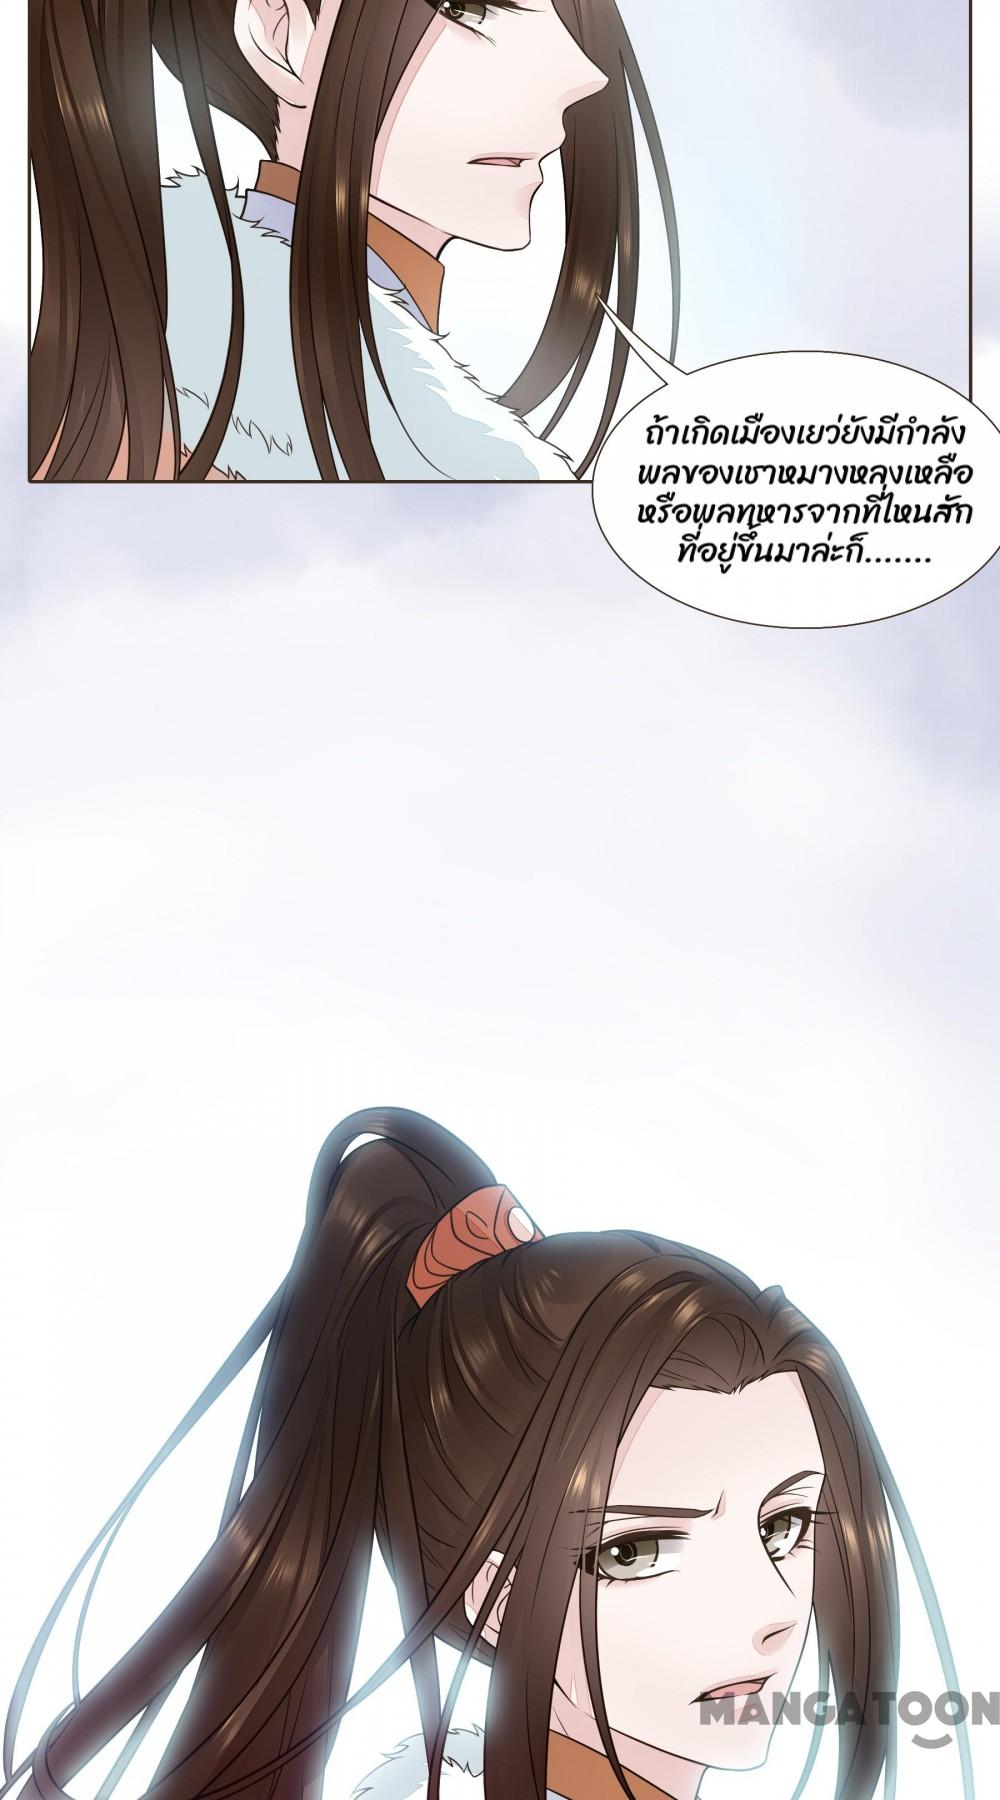 ถ้าเกิดเมืองเยว่ยังมีกำลัง
พลของเชาหมางหลงเหลือ
หรือพลทหารจากที่ไหนสัก
ที่อยู่ขึ้นมาล่ะก็.......
MANGATOON